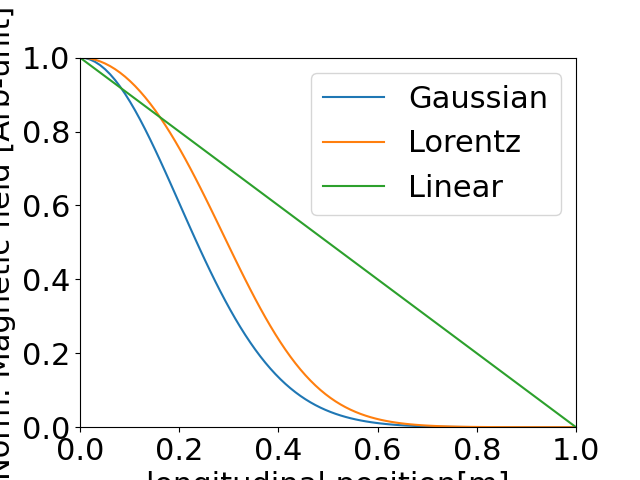 Norm. Magnetic field [Arb-unit]
1.0
0.8
0.6
0.4
0.2
0.0
Gaussian
Lorentz
Linear
0.0 0.2 0.4 0.6 0.8 1.0
longitudinal position[m]